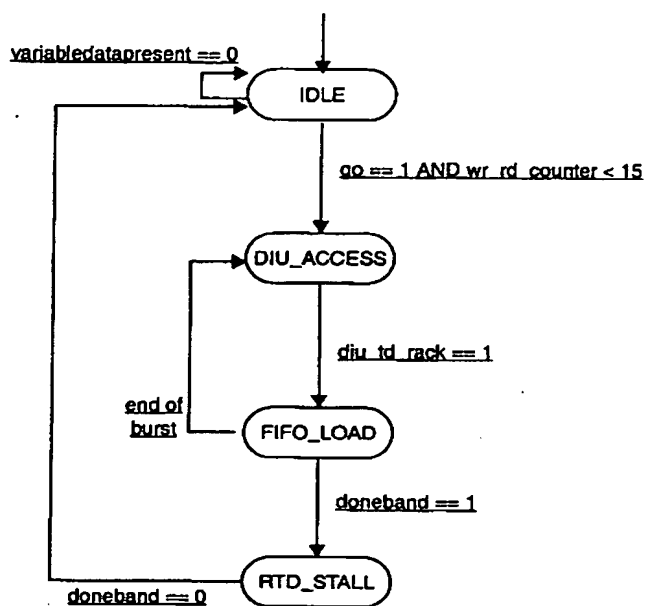 variabledatapresent == 0
IDLE
go == 1 AND wr_rd_counter < 15
DIU_ACCESS
diu_td_rack == 1
end of
burst
FIFO_LOAD
doneband == 1
RTD_STALL
doneband == 0